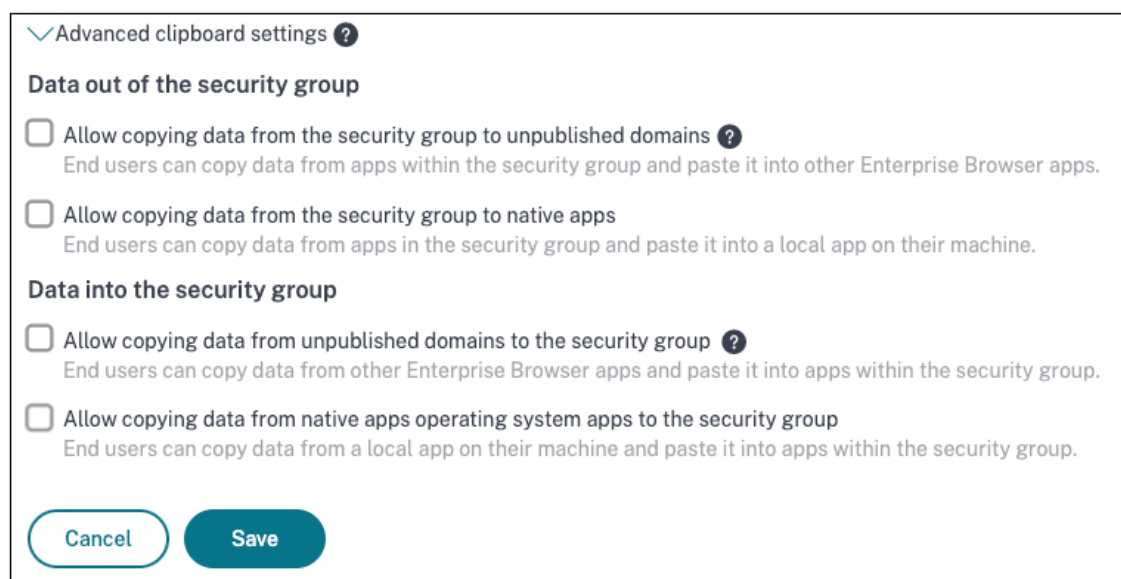 Advanced clipboard settings ?
Data out of the security group
Allow copying data from the security group to unpublished domains ?
End users can copy data from apps within the security group and paste it into other Enterprise Browser apps.
Allow copying data from the security group to native apps
End users can copy data from apps in the security group and paste it into a local app on their machine.
Data into the security group
Allow copying data from unpublished domains to the security group ?
End users can copy data from other Enterprise Browser apps and paste it into apps within the security group.
Allow copying data from native apps operating system apps to the security group
End users can copy data from a local app on their machine and paste it into apps within the security group.
Cancel Save